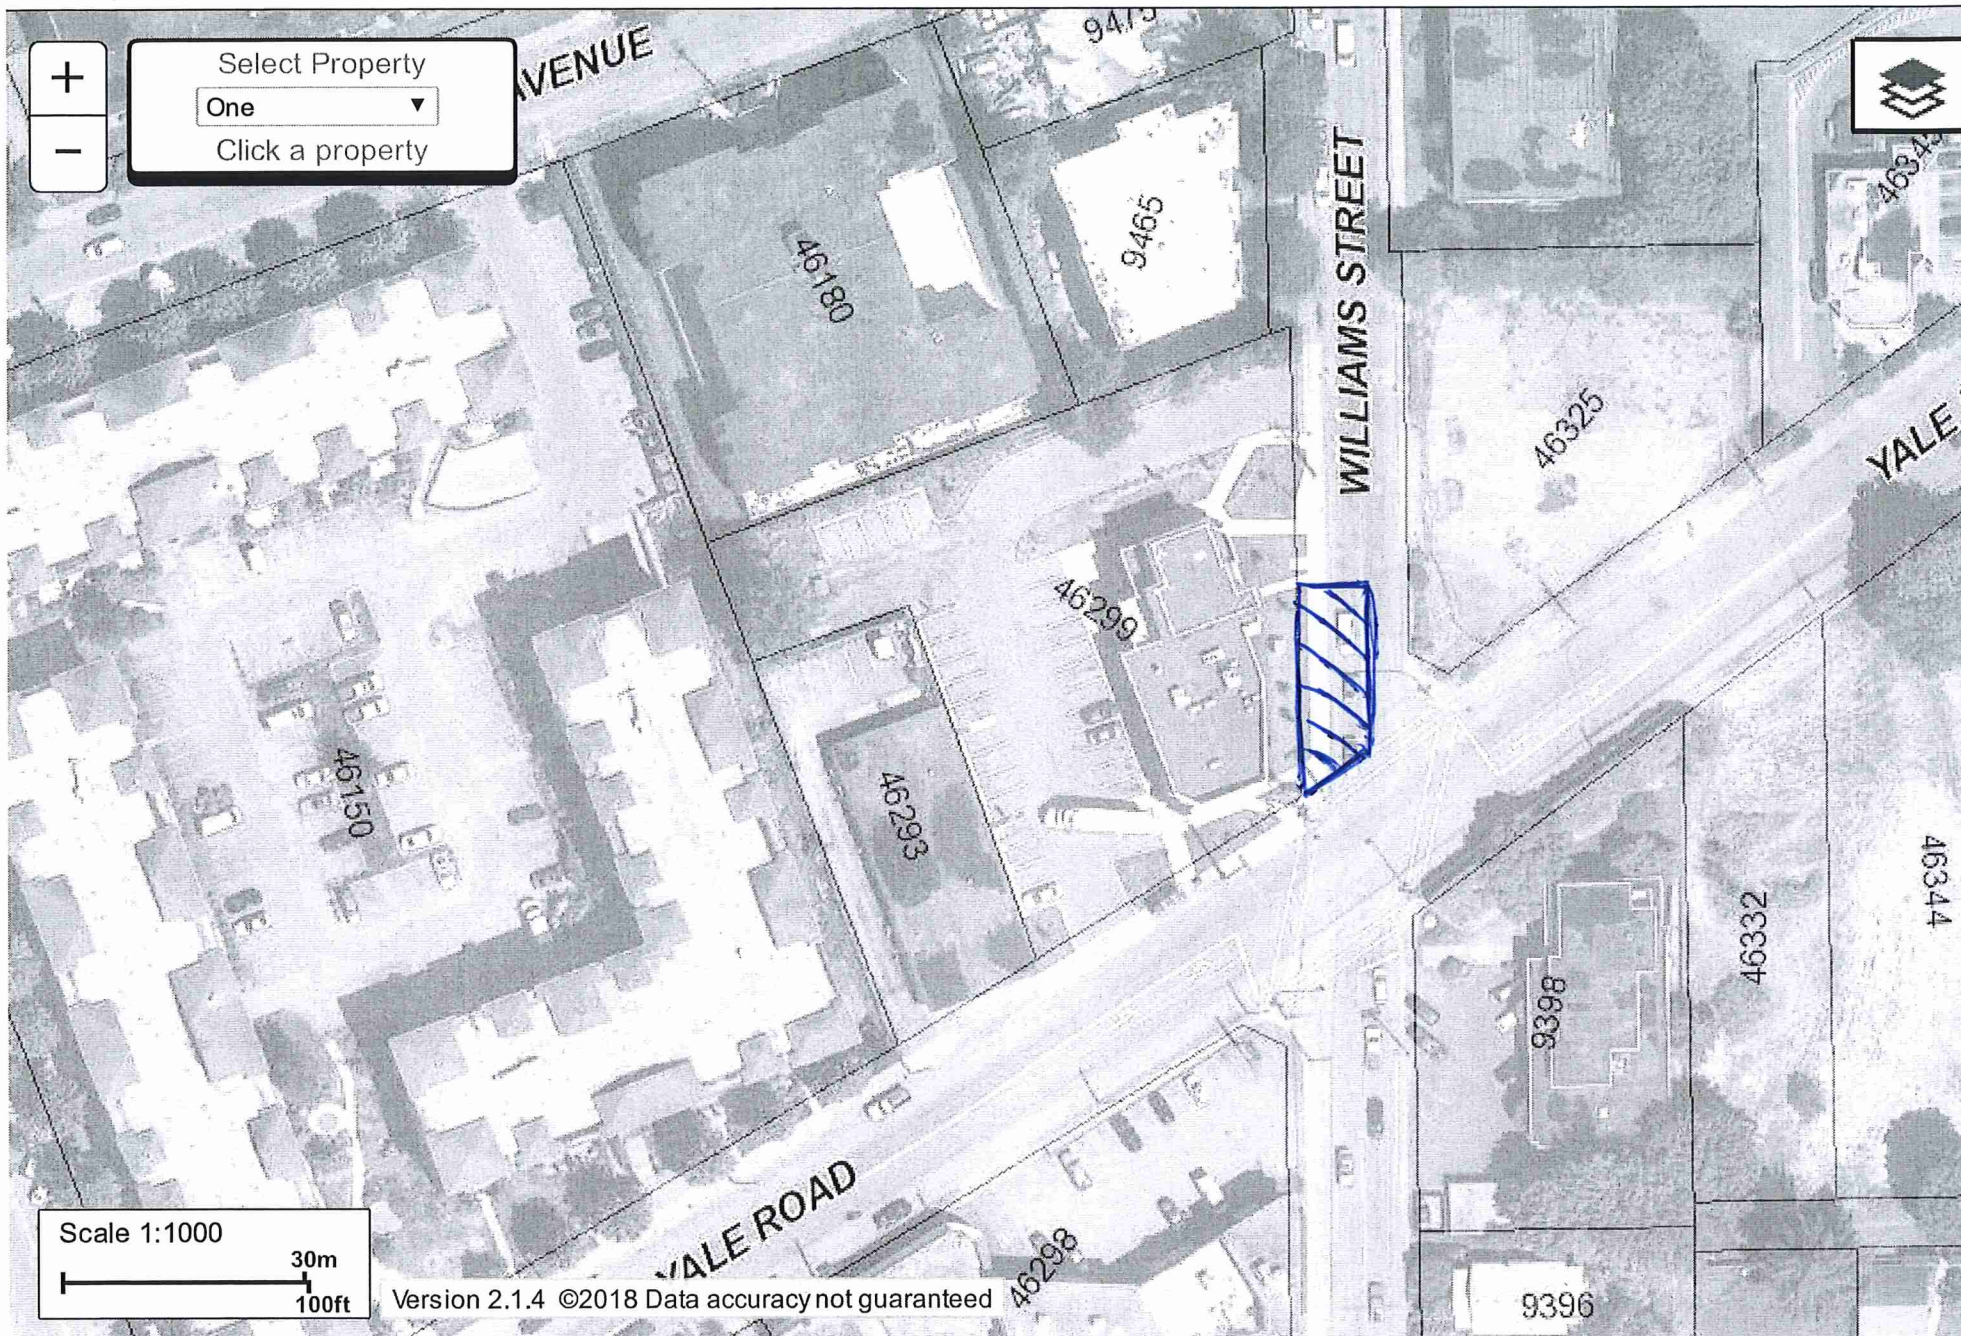 +
−
Select Property
One ▼
Click a property
AVENUE
9475
46345
9465
WILLIAMS STREET
46180
46325
YALE
46299
46150
46293
46332
46344
9398
Scale 1:1000
30m
100ft
YALE ROAD
46298
9396
Version 2.1.4 ©2018 Data accuracy not guaranteed